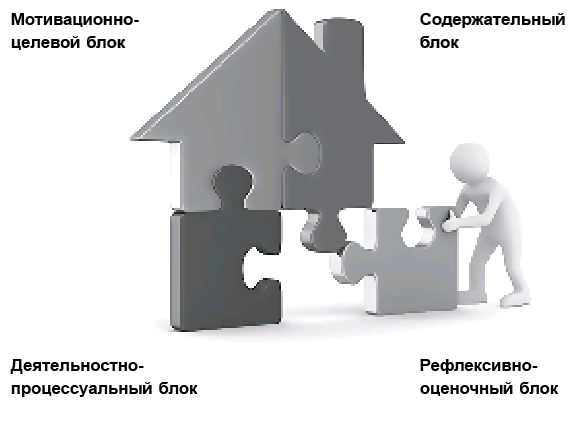 Мотивационно-
целевой блок
Содержательный
блок
Деятельностно-
процессуальный блок
Рефлексивно-
оценочный блок